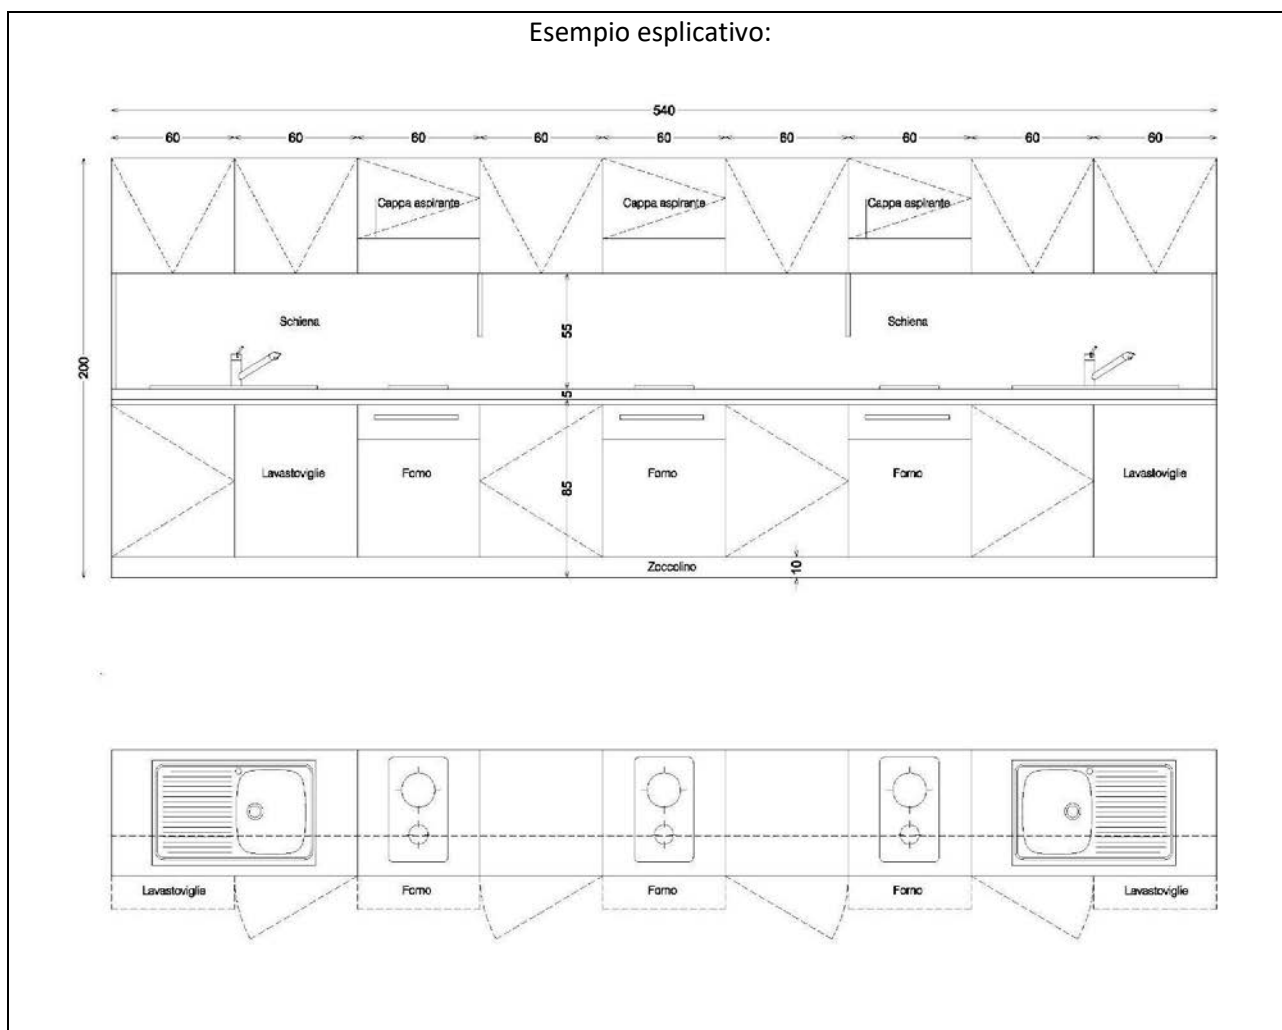 Esempio esplicativo:
540
60 60 60 60 60 60 60 60 60
Cappa aspirante Cappa aspirante Cappa aspirante
Schiena 55 Schiena
200
5
Lavastoviglie Forno 85 Forno Forno Lavastoviglie
Zoccolino 10
Lavastoviglie Forno Forno Forno Lavastoviglie